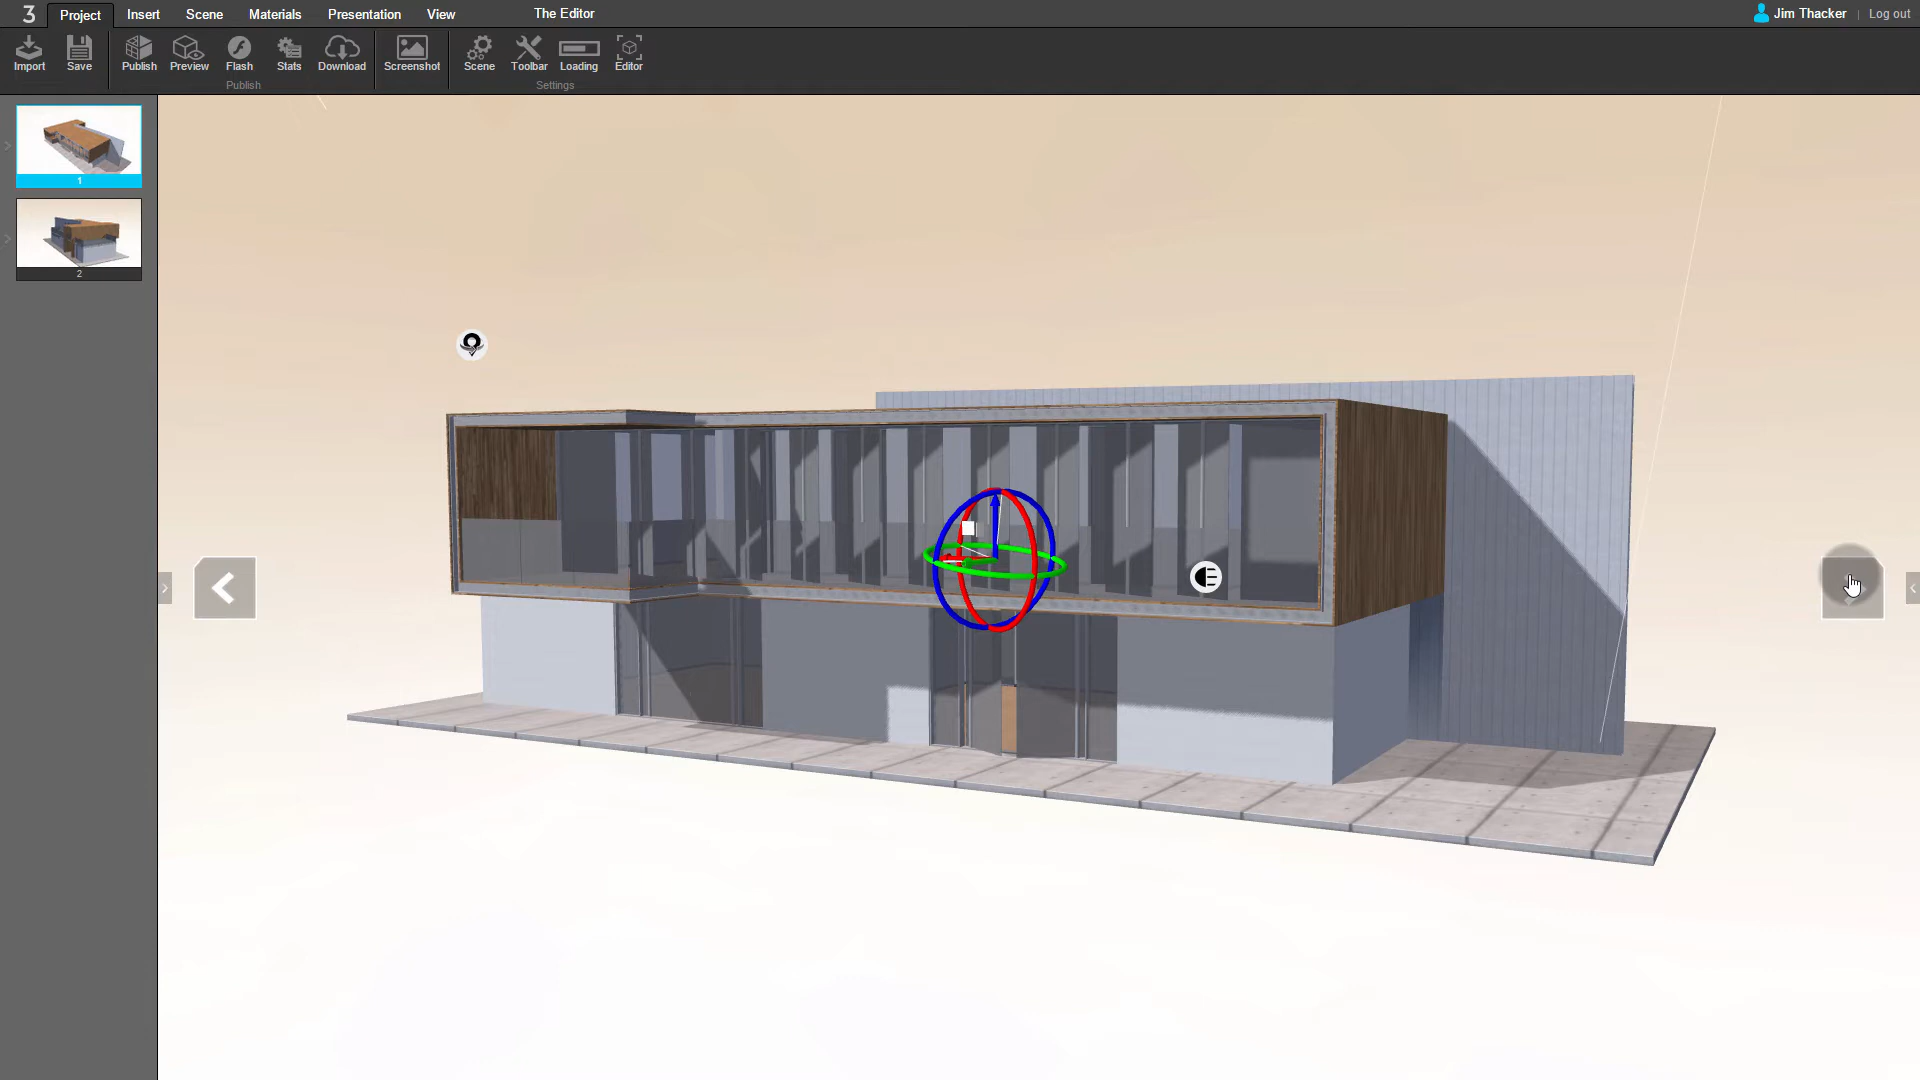 3 Project Insert Scene Materials Presentation View The Editor Jim Thacker | Log out
Import Save Publish Preview Flash Stats Download Screenshot Scene Toolbar Loading Editor
Publish Settings
1
2